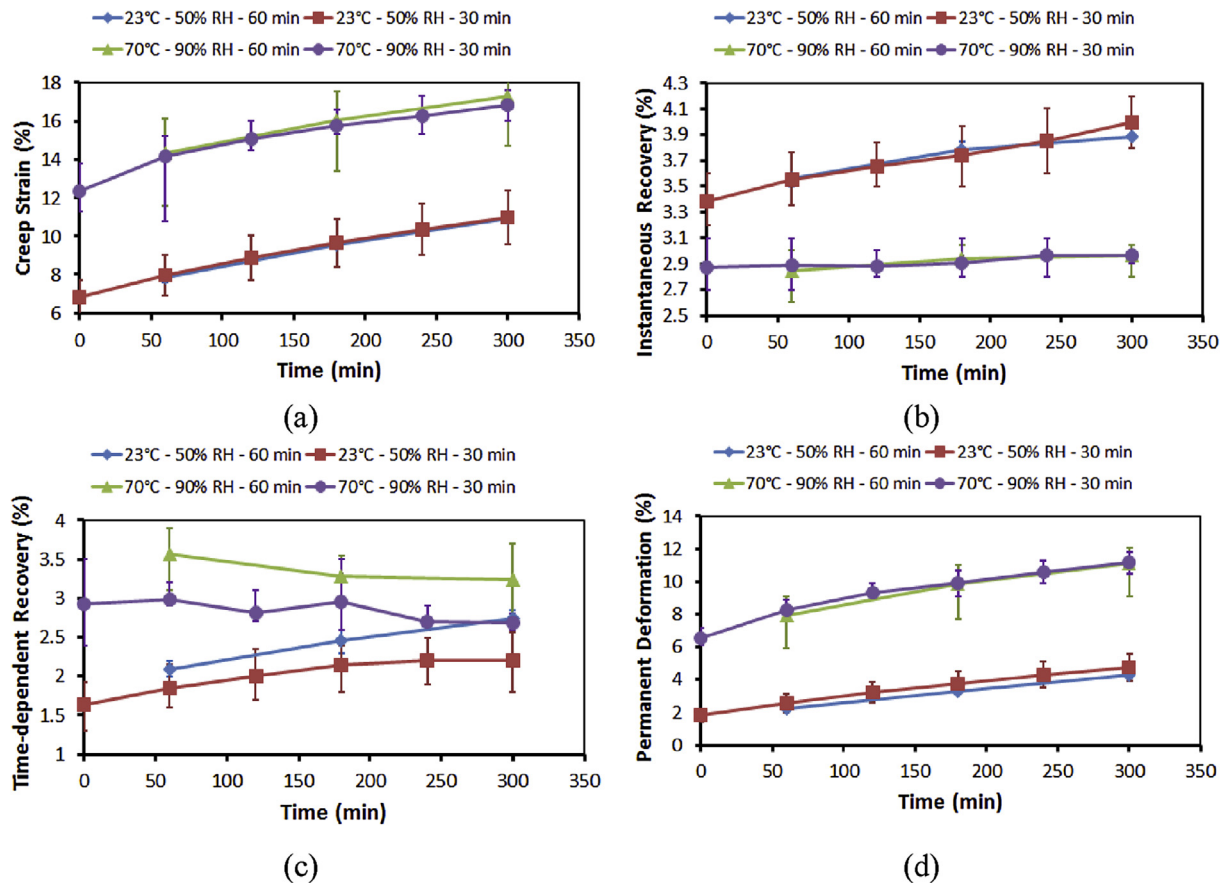 23°C - 50% RH - 60 min
23°C - 50% RH - 30 min
70°C - 90% RH - 60 min
70°C - 90% RH - 30 min
Creep Strain (%)
18
16
14
12
10
8
6
0 50 100 150 200 250 300 350
Time (min)
(a)
23°C - 50% RH - 60 min
23°C - 50% RH - 30 min
70°C - 90% RH - 60 min
70°C - 90% RH - 30 min
Instantaneous Recovery (%)
4.3
4.1
3.9
3.7
3.5
3.3
3.1
2.9
2.7
2.5
0 50 100 150 200 250 300 350
Time (min)
(b)
23°C - 50% RH - 60 min
23°C - 50% RH - 30 min
70°C - 90% RH - 60 min
70°C - 90% RH - 30 min
Time-dependent Recovery (%)
4
3.5
3
2.5
2
1.5
1
0 50 100 150 200 250 300 350
Time (min)
(c)
23°C - 50% RH - 60 min
23°C - 50% RH - 30 min
70°C - 90% RH - 60 min
70°C - 90% RH - 30 min
Permanent Deformation (%)
14
12
10
8
6
4
2
0
0 50 100 150 200 250 300 350
Time (min)
(d)